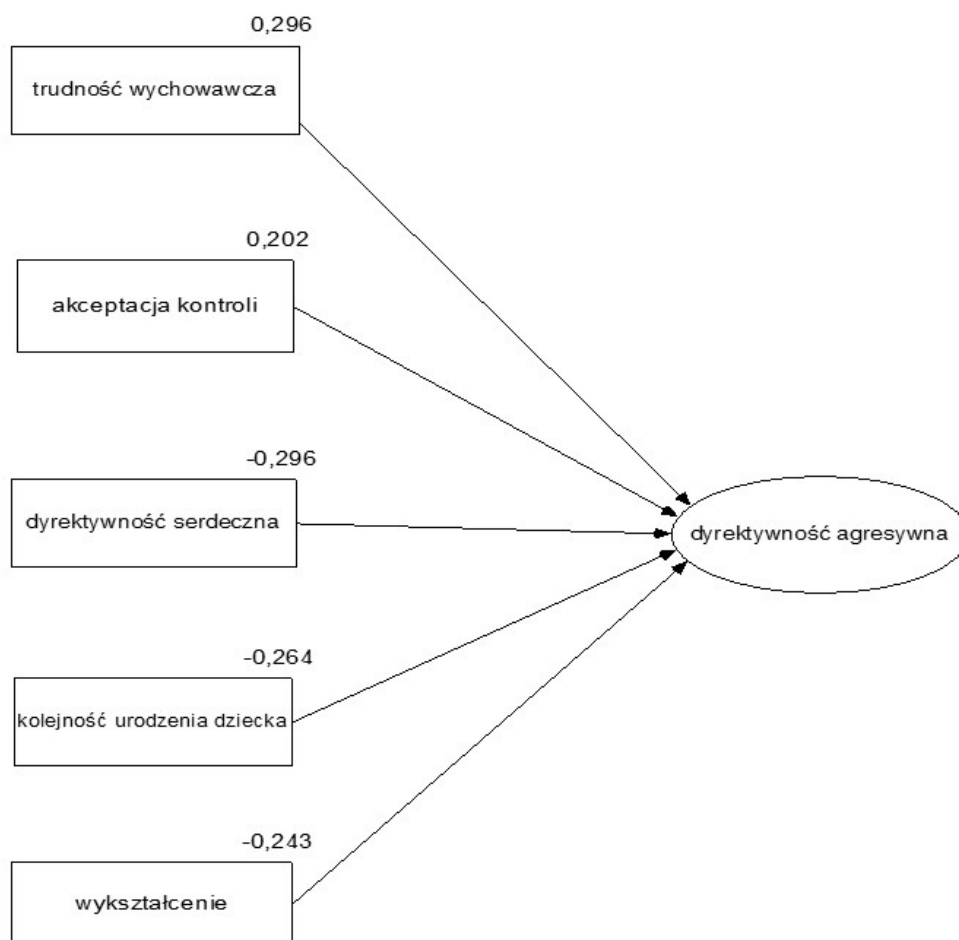 0,296
trudność wychowawcza
0,202
akceptacja kontroli
-0,296
dyrektywność serdeczna
dyrektywność agresywna
-0,264
kolejność urodzenia dziecka
-0,243
wykształcenie